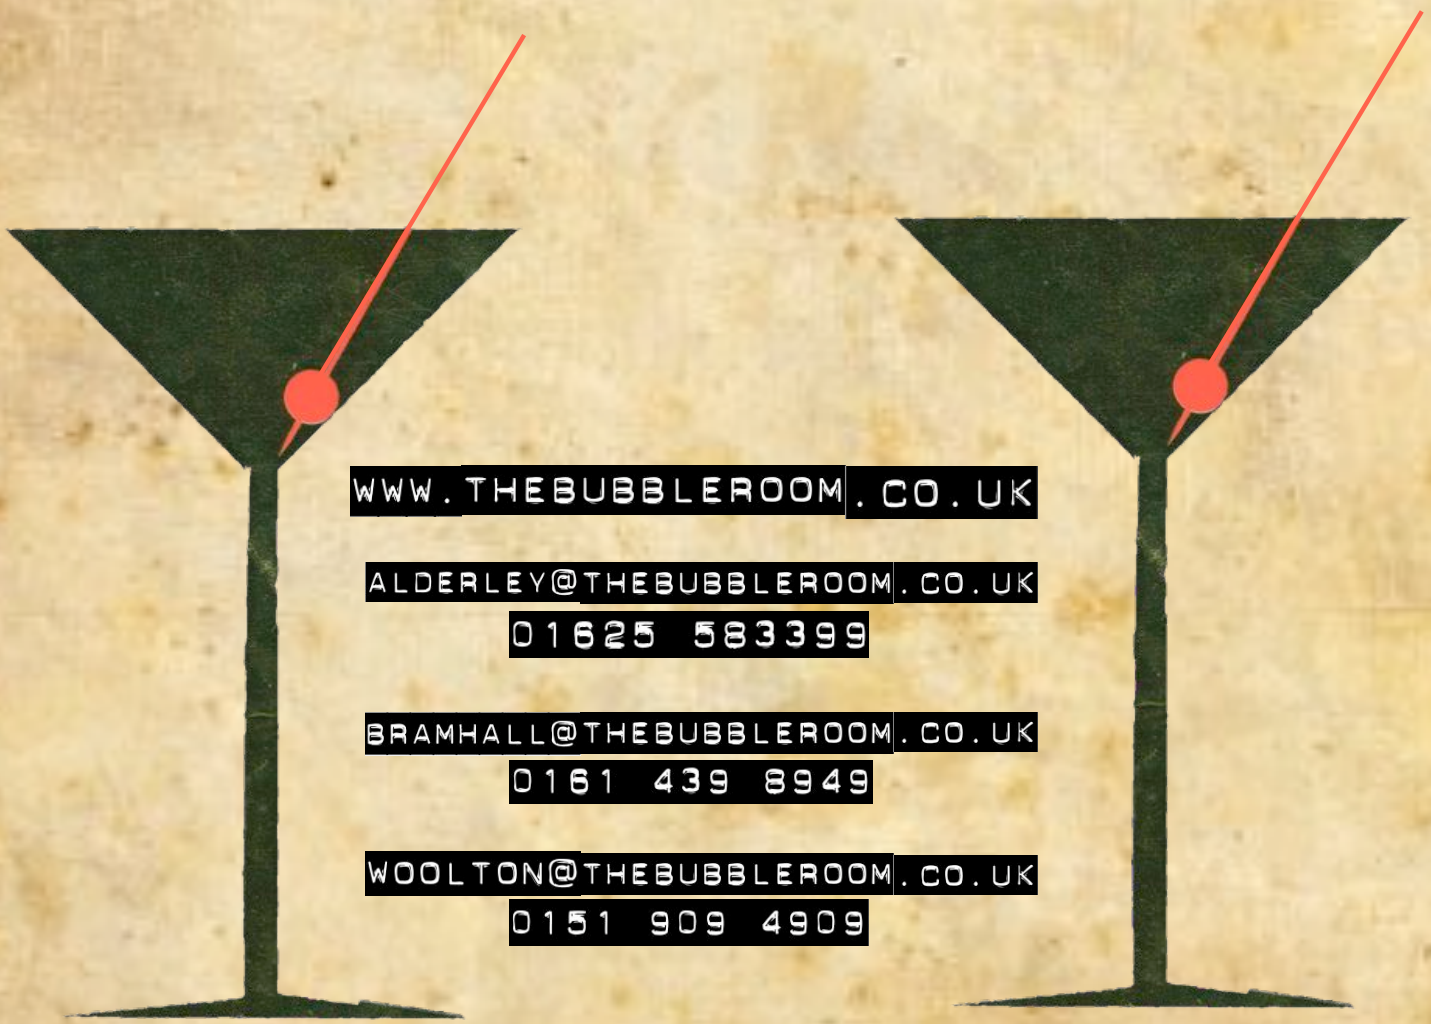 WWW.THEBUBBLEROOM.CO.UK
ALDERLEY@THEBUBBLEROOM.CO.UK
01625 583399
BRAMHALL@THEBUBBLEROOM.CO.UK
0161 439 8949
WOOLTON@THEBUBBLEROOM.CO.UK
0151 909 4909